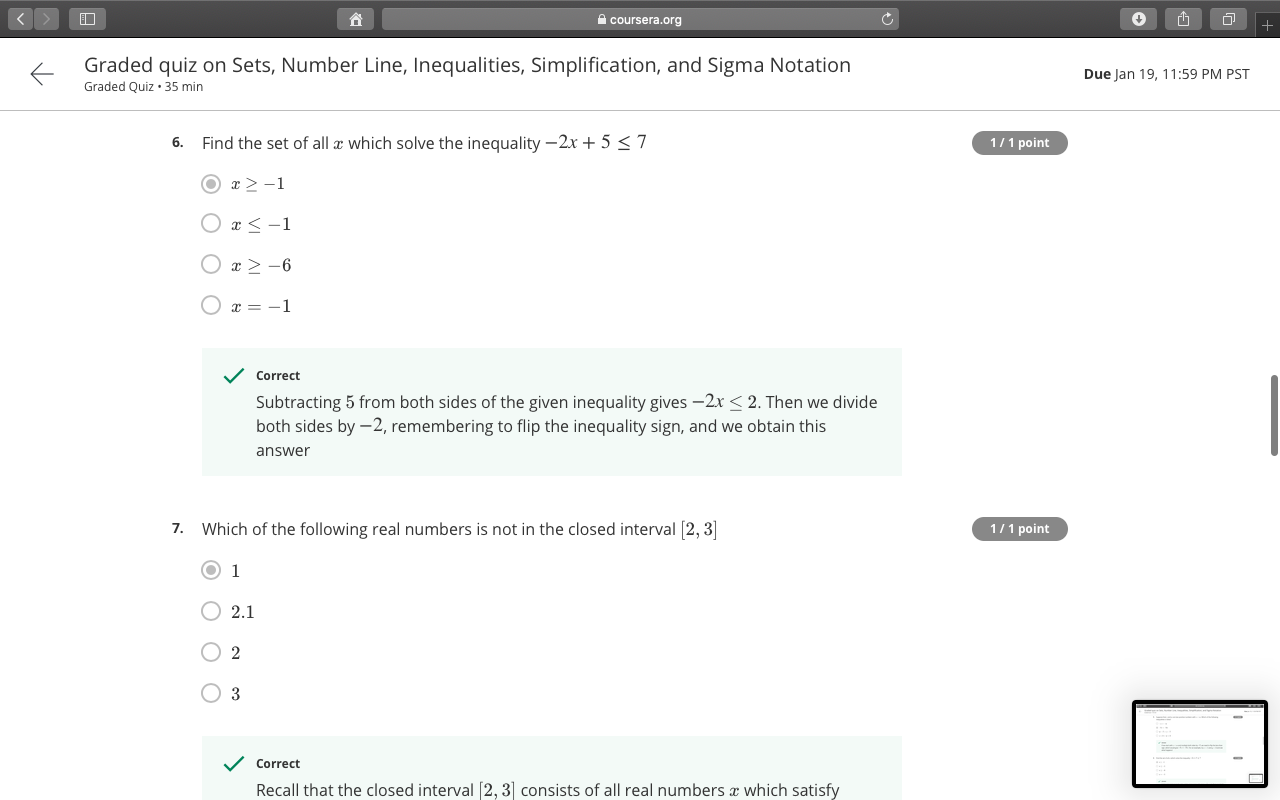 coursera.org
Graded quiz on Sets, Number Line, Inequalities, Simplification, and Sigma Notation
Graded Quiz • 35 min
Due Jan 19, 11:59 PM PST
6. Find the set of all x which solve the inequality −2x + 5 ≤ 7
1 / 1 point
x ≥ −1
x ≤ −1
x ≥ −6
x = −1
Correct
Subtracting 5 from both sides of the given inequality gives −2x ≤ 2. Then we divide
both sides by −2, remembering to flip the inequality sign, and we obtain this
answer
7. Which of the following real numbers is not in the closed interval [2, 3]
1 / 1 point
1
2.1
2
3
Correct
Recall that the closed interval [2, 3] consists of all real numbers x which satisfy